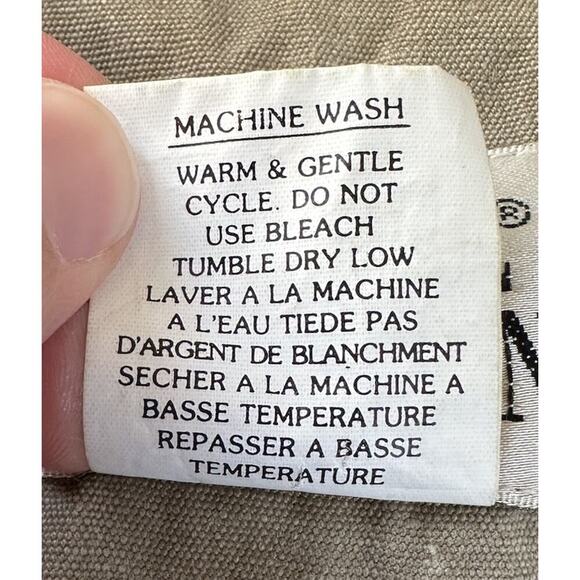 MACHINE WASH
WARM & GENTLE
CYCLE. DO NOT
USE BLEACH
TUMBLE DRY LOW
LAVER A LA MACHINE
A L'EAU TIEDE PAS
D'ARGENT DE BLANCHMENT
SECHER A LA MACHINE A
BASSE TEMPERATURE
REPASSER A BASSE
TEMPERATURE
®